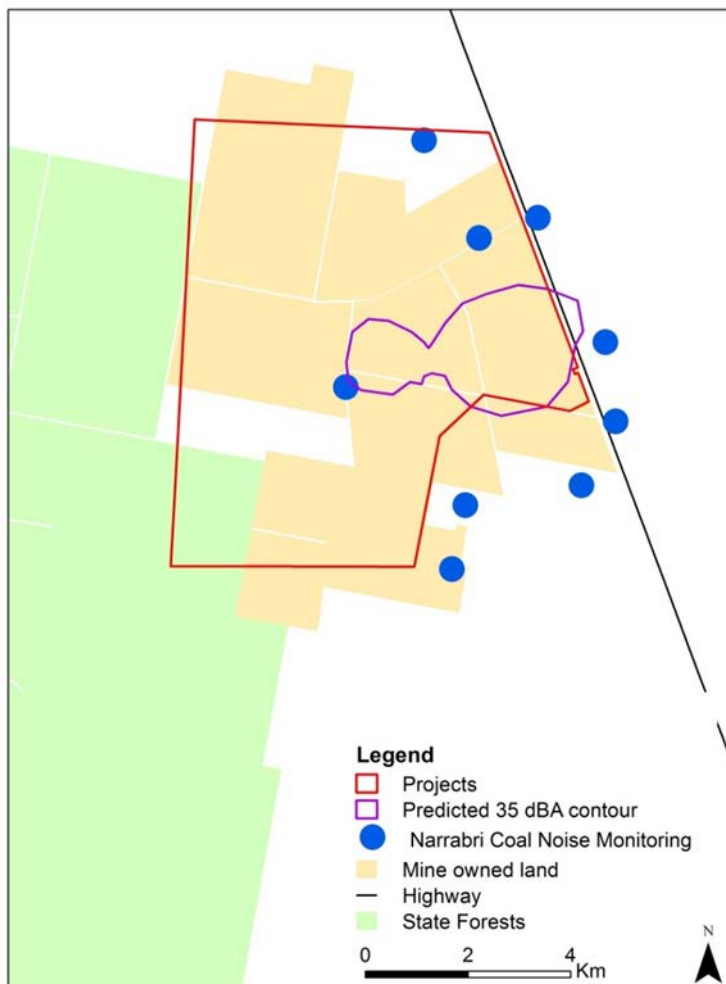 N
Legend
Projects
Predicted 35 dBA contour
Narrabri Coal Noise Monitoring
Mine owned land
Highway
State Forests
0 2 4
Km